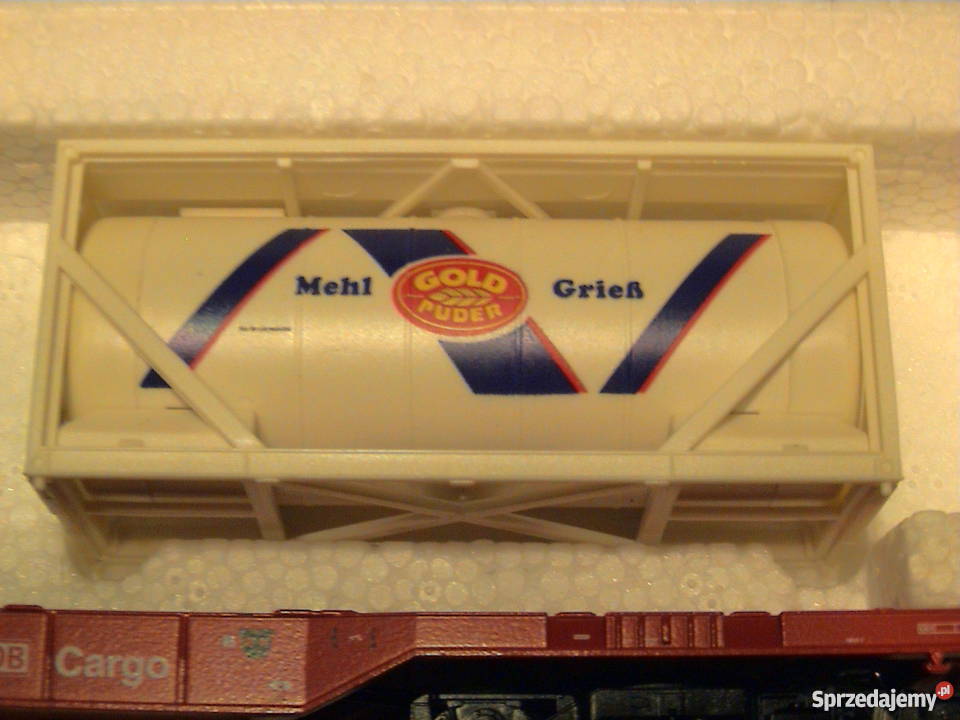 Mehl
GOLD
PUDER
Grieß
DB
Cargo
Sprzedajemy.pl